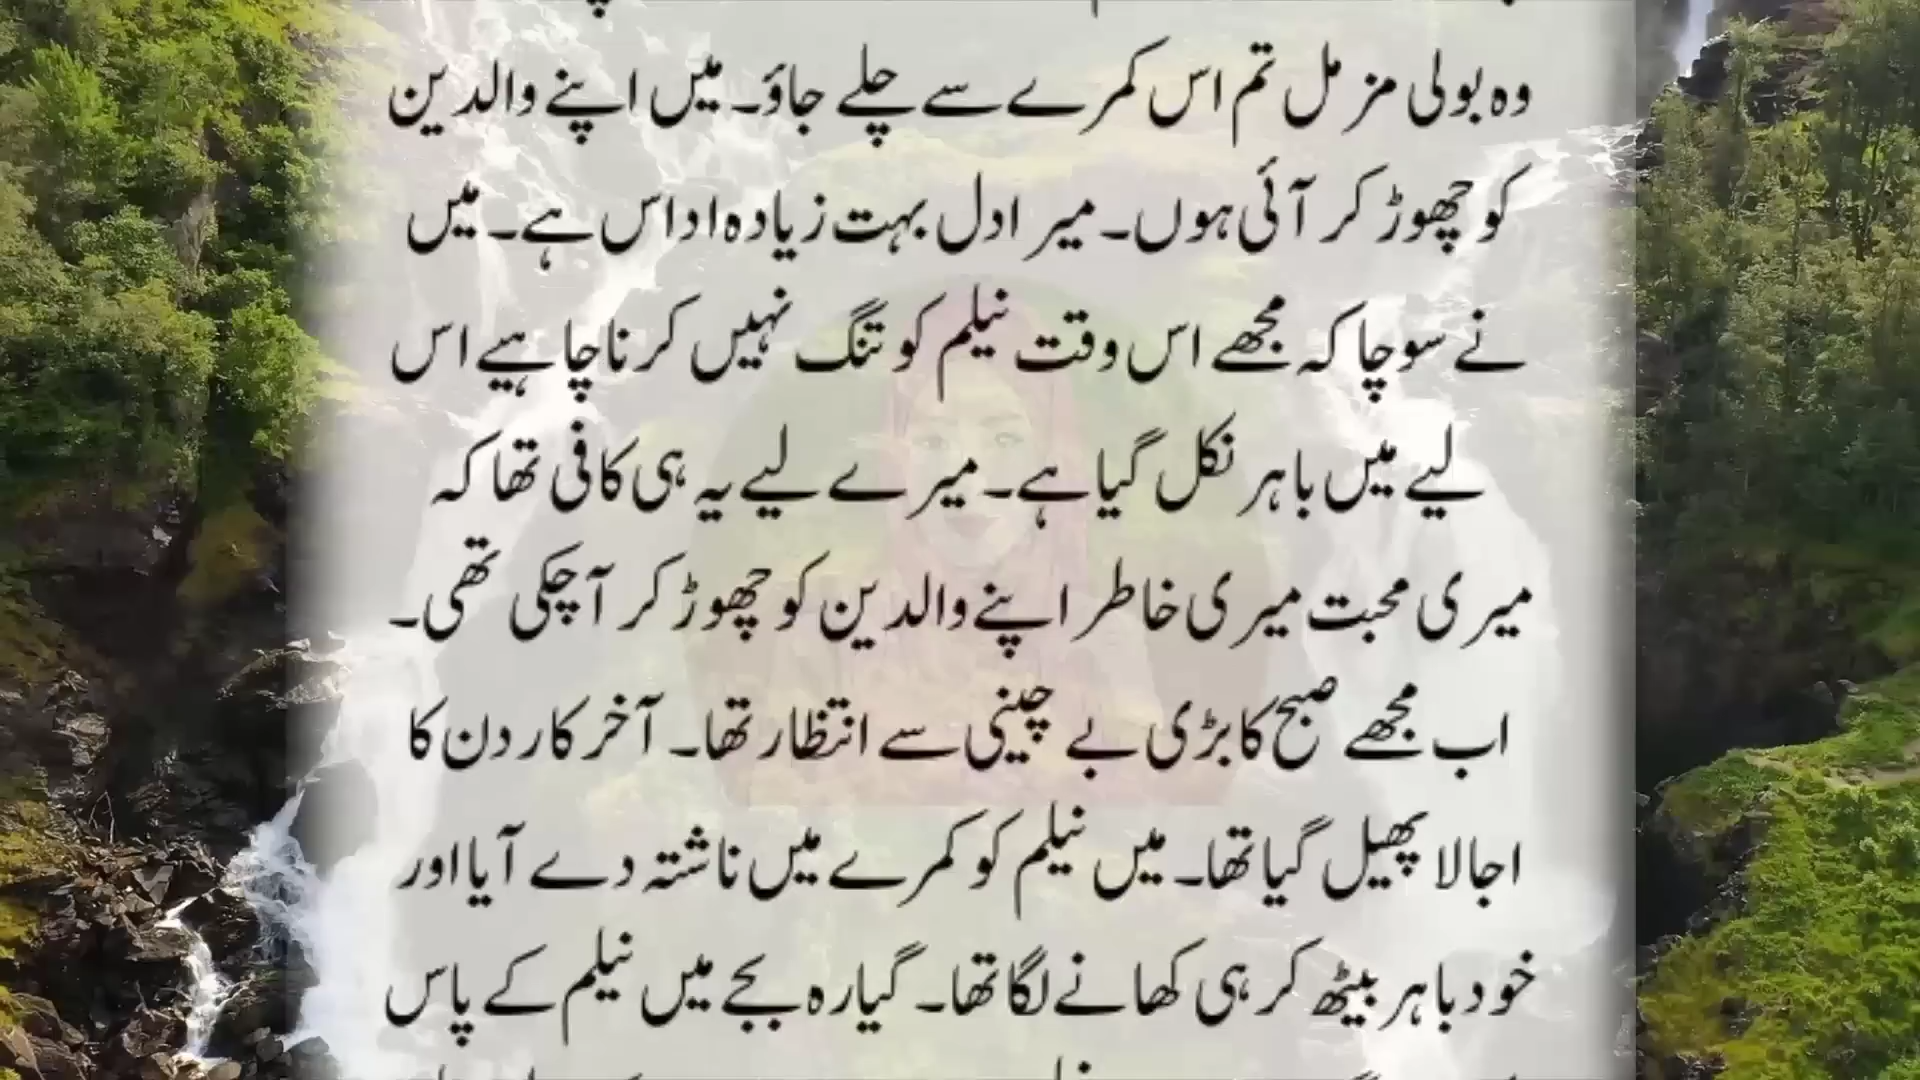 وہ بولی مزمل تم اس کمرے سے چلے جاؤ۔ میں اپنے والدین
کو چھوڑ کر آئی ہوں۔ میرا دل بہت زیادہ اداس ہے۔ میں
نے سوچا کہ مجھے اس وقت نیلم کو تنگ نہیں کرنا چاہیے اس
لیے میں باہر نکل گیا ہے۔ میرے لیے یہ ہی کافی تھا کہ
میری محبت میری خاطر اپنے والدین کو چھوڑ کر آ چکی تھی۔
اب مجھے صبح کا بڑی بے چینی سے انتظار تھا۔ آخر کار دن کا
اجالا پھیل گیا تھا۔ میں نیلم کو کمرے میں ناشتہ دے آیا اور
خود باہر بیٹھ کر ہی کھانے لگا تھا۔ گیارہ بجے میں نیلم کے پاس